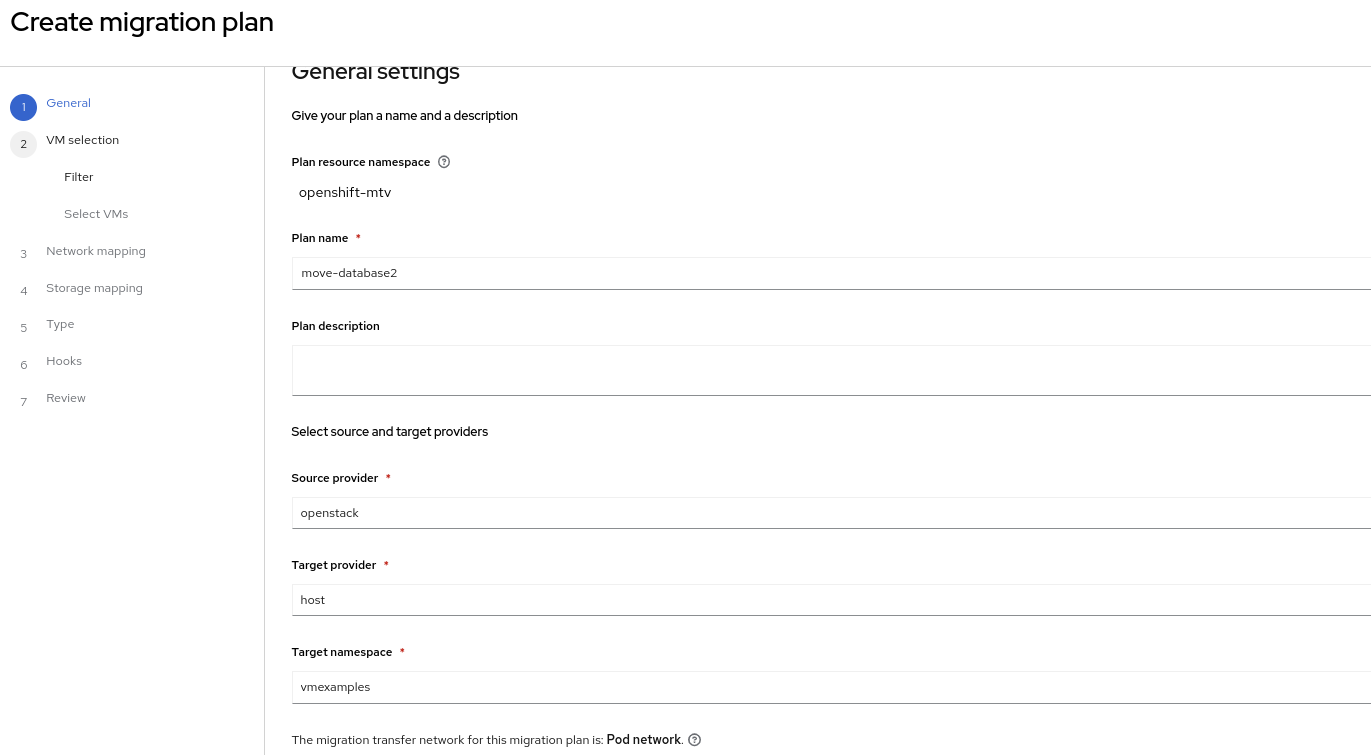 Create migration plan
General settings
1 General
2 VM selection
Filter
Select VMs
3 Network mapping
4 Storage mapping
5 Type
6 Hooks
7 Review
Give your plan a name and a description
Plan resource namespace
openshift-mtv
Plan name *
move-database2
Plan description
Select source and target providers
Source provider *
openstack
Target provider *
host
Target namespace *
vmexamples
The migration transfer network for this migration plan is: Pod network.